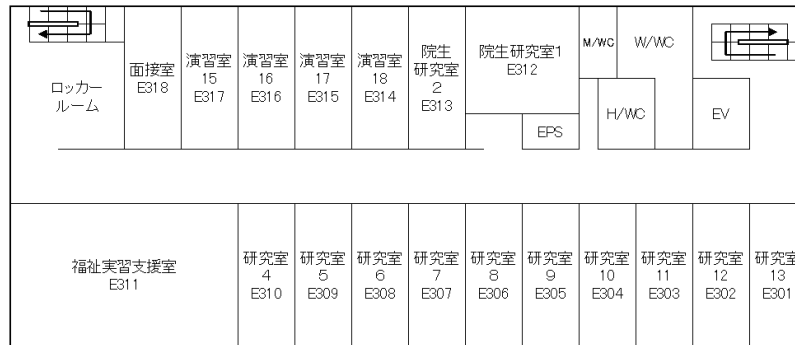 ロッカー
ルーム
面接室
E318
演習室
15
E317
演習室
16
E316
演習室
17
E315
演習室
18
E314
院生
研究室
2
E313
院生研究室1
E312
EPS
M/WC
W/WC
H/WC
EV
福祉実習支援室
E311
研究室
4
E310
研究室
5
E309
研究室
6
E308
研究室
7
E307
研究室
8
E306
研究室
9
E305
研究室
10
E304
研究室
11
E303
研究室
12
E302
研究室
13
E301